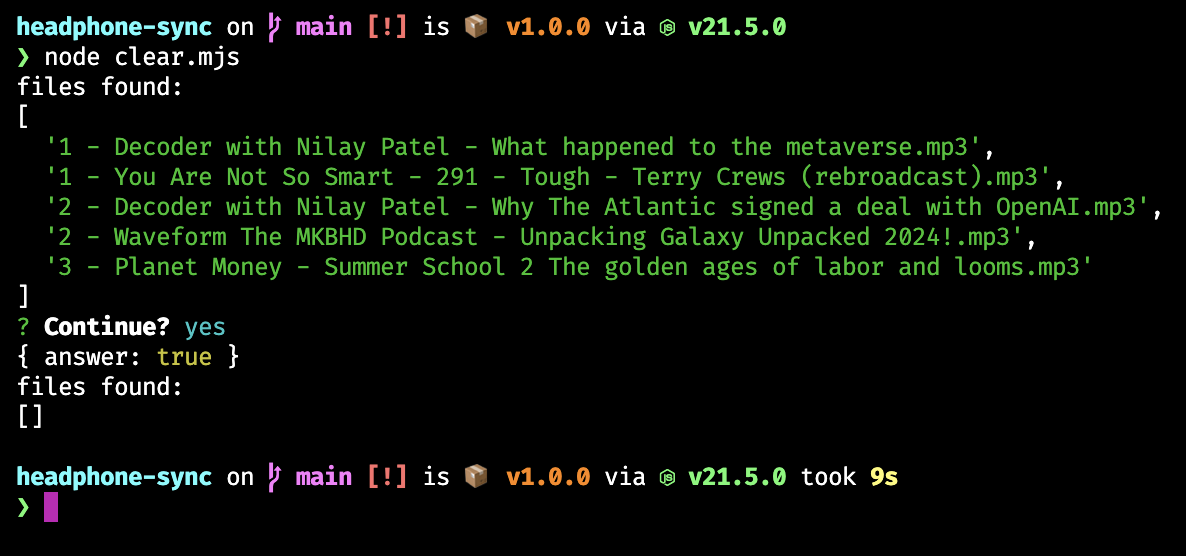 headphone-sync on main [!] is 📦 v1.0.0 via v21.5.0
❯ node clear.mjs
files found:
[
  '1 - Decoder with Nilay Patel - What happened to the metaverse.mp3',
  '1 - You Are Not So Smart - 291 - Tough - Terry Crews (rebroadcast).mp3',
  '2 - Decoder with Nilay Patel - Why The Atlantic signed a deal with OpenAI.mp3',
  '2 - Waveform The MKBHD Podcast - Unpacking Galaxy Unpacked 2024!.mp3',
  '3 - Planet Money - Summer School 2 The golden ages of labor and looms.mp3'
]
? Continue? yes
{ answer: true }
files found:
[]
headphone-sync on main [!] is 📦 v1.0.0 via v21.5.0 took 9s
❯